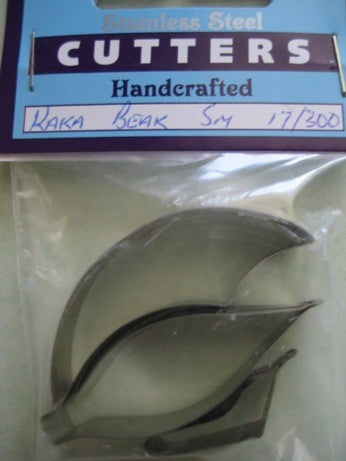 Stainless Steel
CUTTERS
Handcrafted
KAKA BEAK SM 17/300